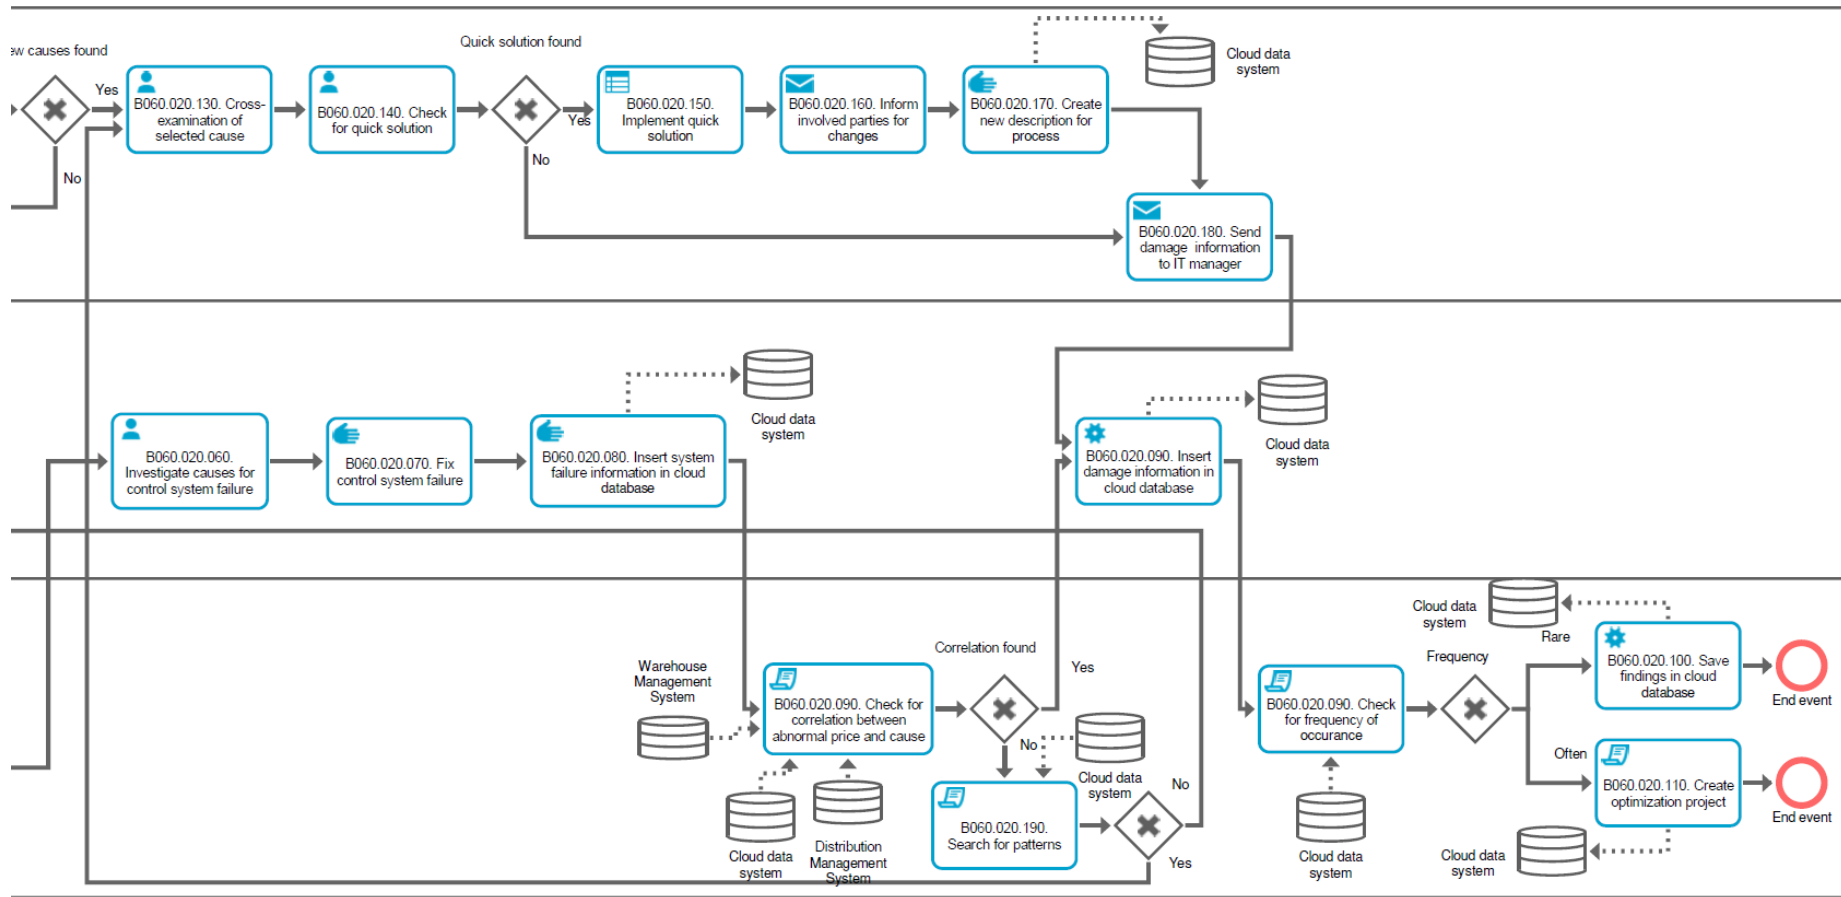 ew causes found
Yes
No
B060.020.130. Cross-
examination of
selected cause
B060.020.140. Check
for quick solution
Quick solution found
Yes
No
B060.020.150.
Implement quick
solution
B060.020.160. Inform
involved parties for
changes
B060.020.170. Create
new description for
process
Cloud data
system
B060.020.180. Send
damage information
to IT manager
B060.020.060.
Investigate causes for
control system failure
B060.020.070. Fix
control system failure
B060.020.080. Insert system
failure information in cloud
database
Cloud data
system
B060.020.090. Insert
damage information in
cloud database
Cloud data
system
Warehouse
Management
System
B060.020.090. Check for
correlation between
abnormal price and cause
Cloud data
system
Distribution
Management
System
Correlation found
Yes
No
Cloud data
system
B060.020.190.
Search for patterns
No
Yes
B060.020.090. Check
for frequency of
occurance
Cloud data
system
Frequency
Rare
Often
Cloud data
system
B060.020.100. Save
findings in cloud
database
End event
B060.020.110. Create
optimization project
End event
Cloud data
system